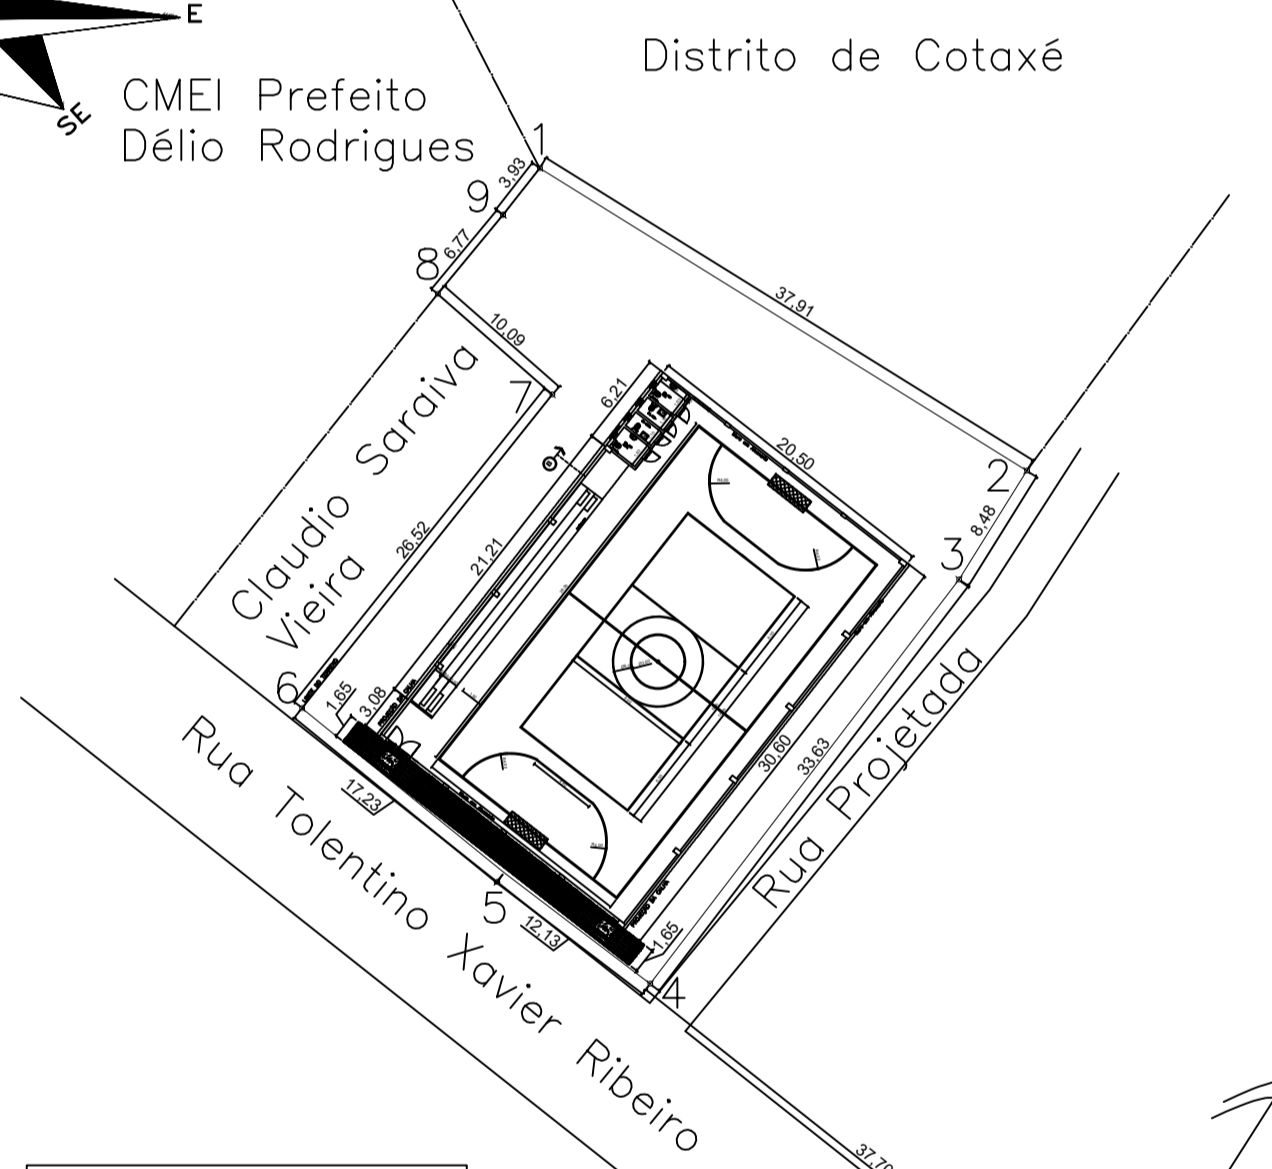 E
SE
Distrito de Cotaxé
CMEI Prefeito
Délio Rodrigues
1
3,93
9
6,77
8
10,09
37,91
7
6,21
20,50
2
8,48
3
Claudio Saraiva
Vieira
26,52
21,21
6
1,65
3,08
17,23
30,60
33,63
Rua Projetada
5
12,13
1,65
4
Rua Tolentino Xavier Ribeiro
37,70